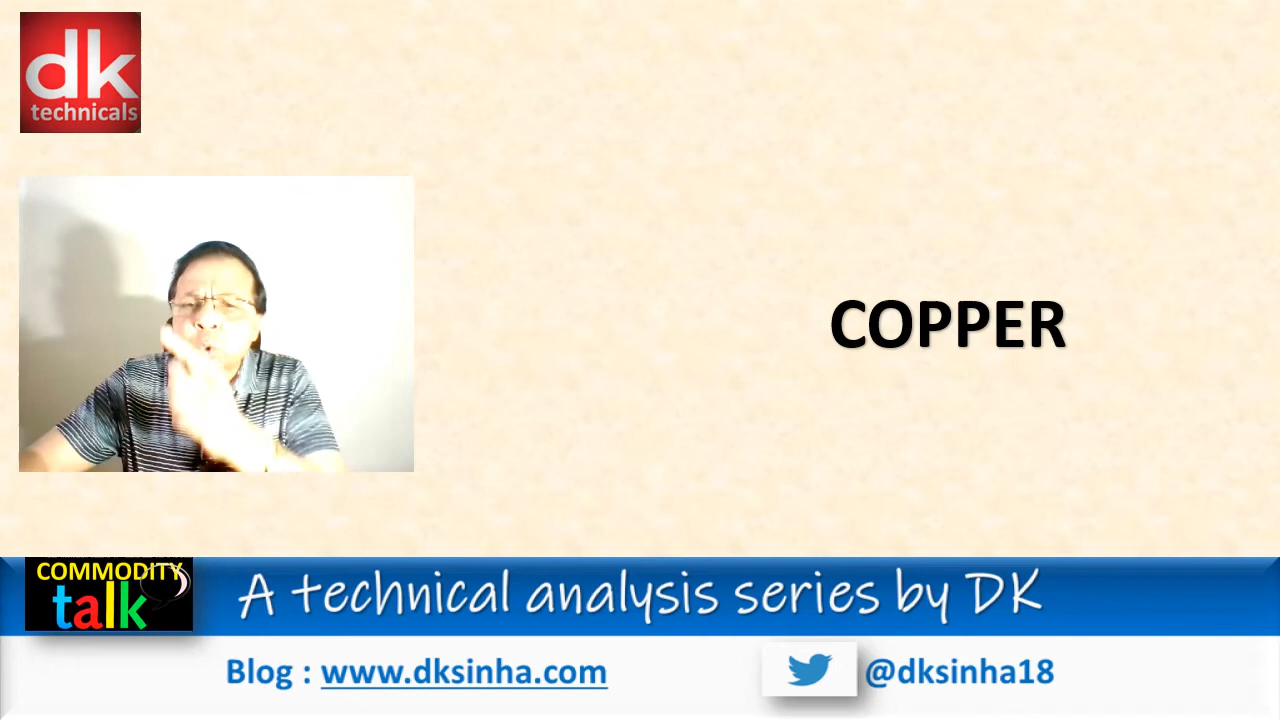 dk
technicals
COPPER
COMMODITY
talk
A technical analysis series by DK
Blog : www.dksinha.com
@dksinha18